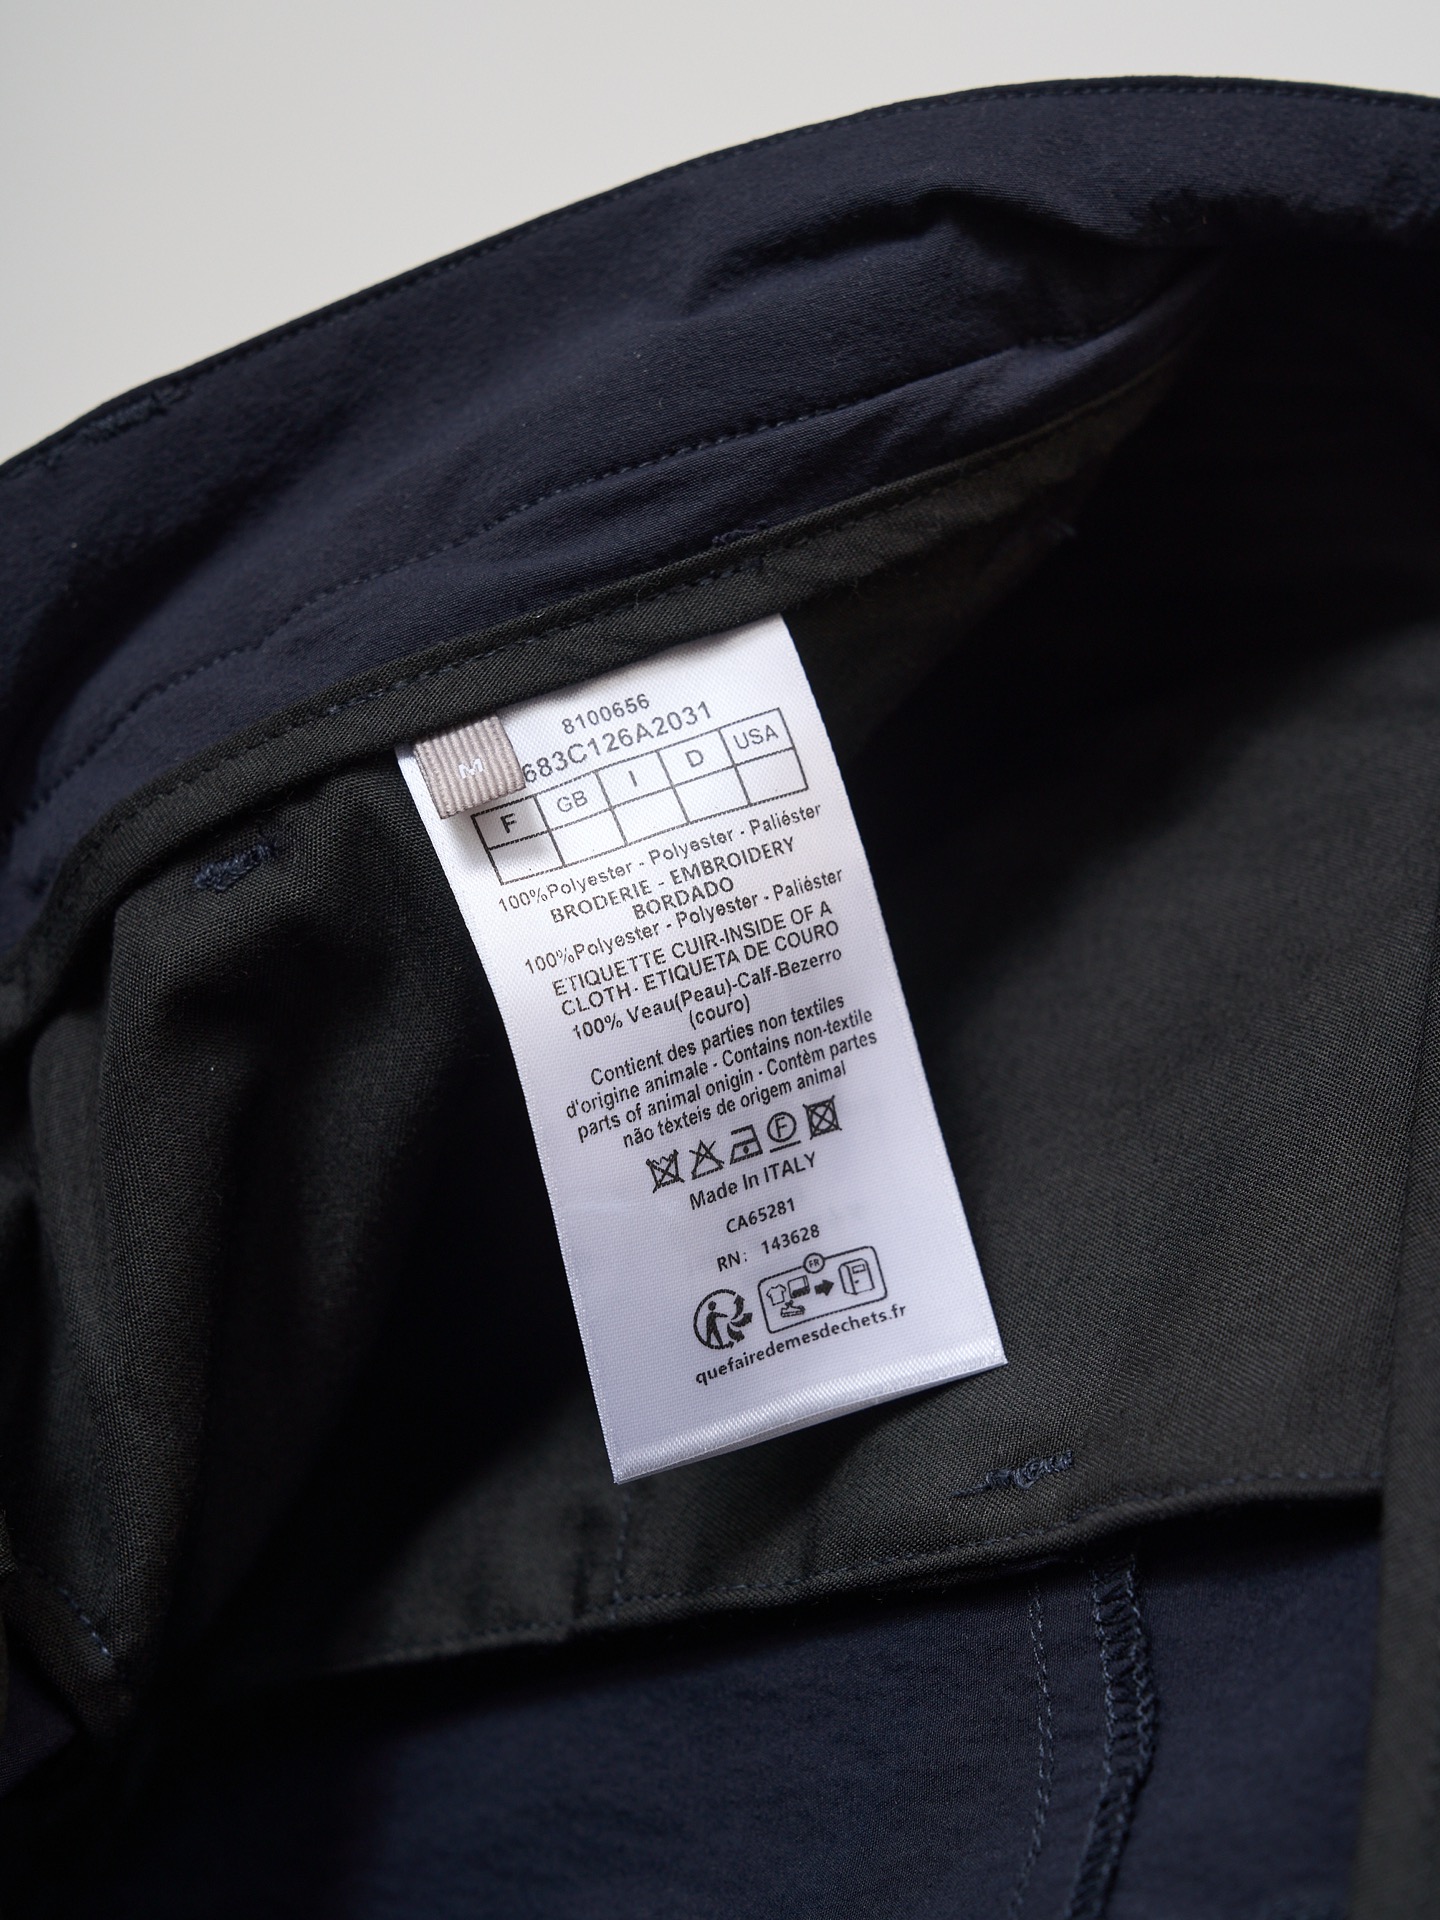 8100656
683C126A2031
M
F GB I D USA
100%Polyester - Polyester - Paliéster
BRODERIE - EMBROIDERY
BORDADO
100%Polyester - Polyester - Paliéster
ETIQUETTE CUIR-INSIDE OF A
CLOTH- ETIQUETA DE COURO
100% Veau(Peau)-Calf-Bezerro
(couro)
Contient des parties non textiles
d'origine animale - Contains non-textile
parts of animal origin - Contèm partes
não tèxteis de origem animal
F
Made In ITALY
CA65281
RN: 143628
FR
quefairedemesdechets.fr